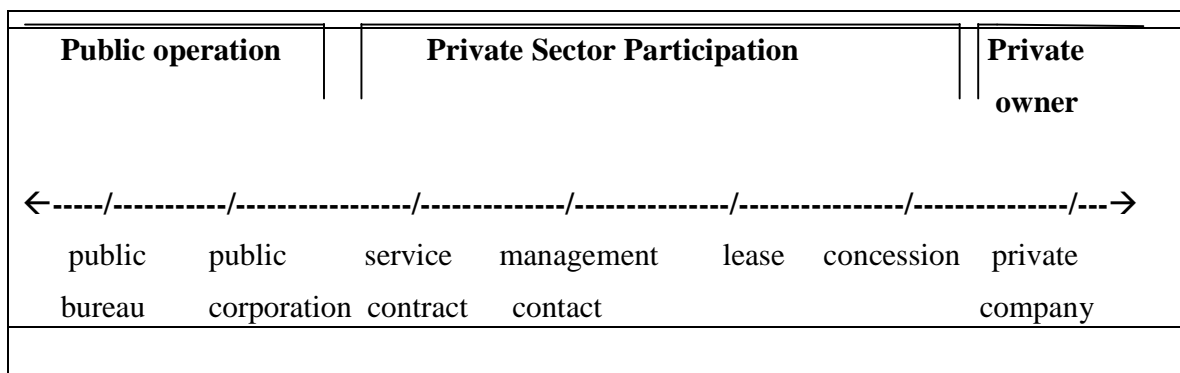 Public operation Private Sector Participation Private
owner
←-----/-----------/-----------------/--------------/---------------/----------------/---------------/---→
public public service management lease concession private
bureau corporation contract contact company